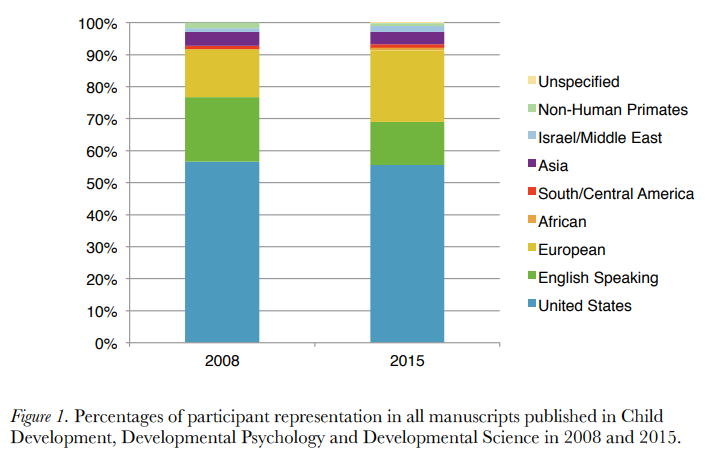 100%
90%
80%
70%
60%
50%
40%
30%
20%
10%
0%
2008
2015
Unspecified
Non-Human Primates
Israel/Middle East
Asia
South/Central America
African
European
English Speaking
United States
Figure 1. Percentages of participant representation in all manuscripts published in Child
Development, Developmental Psychology and Developmental Science in 2008 and 2015.